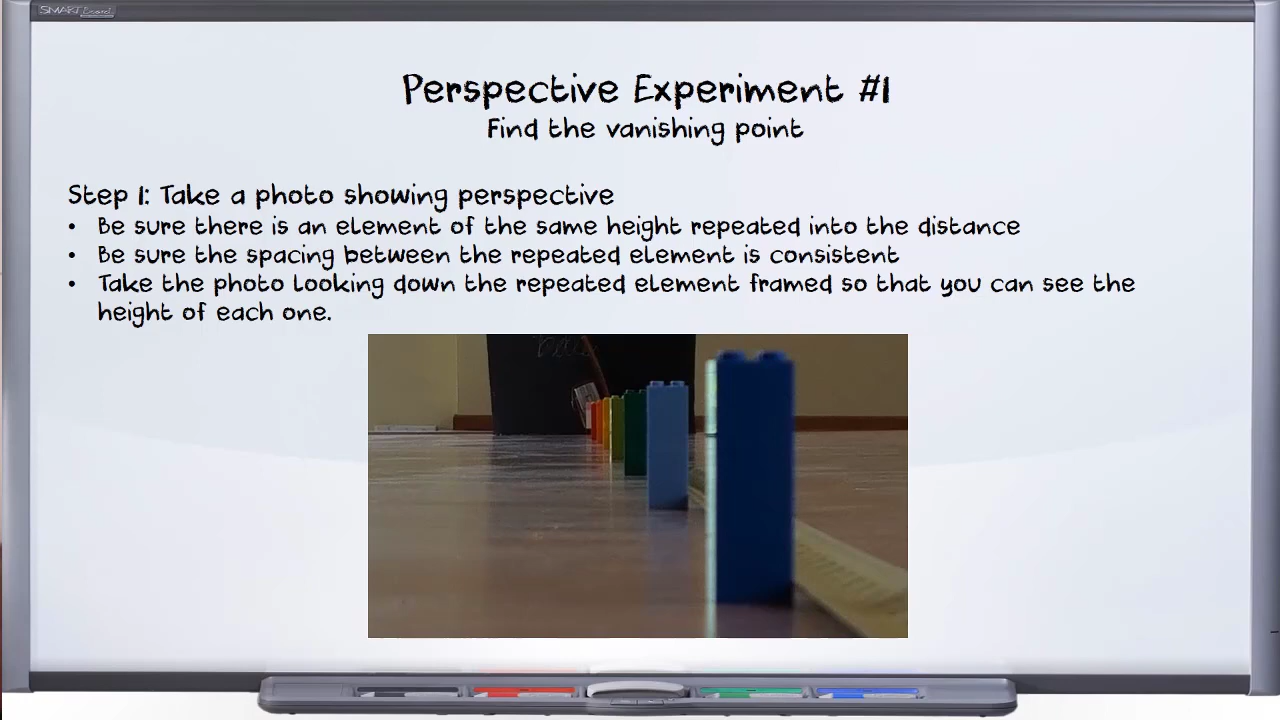 SMART Board
Perspective Experiment #1
Find the vanishing point
Step 1: Take a photo showing perspective
• Be sure there is an element of the same height repeated into the distance
• Be sure the spacing between the repeated element is consistent
• Take the photo looking down the repeated element framed so that you can see the
height of each one.